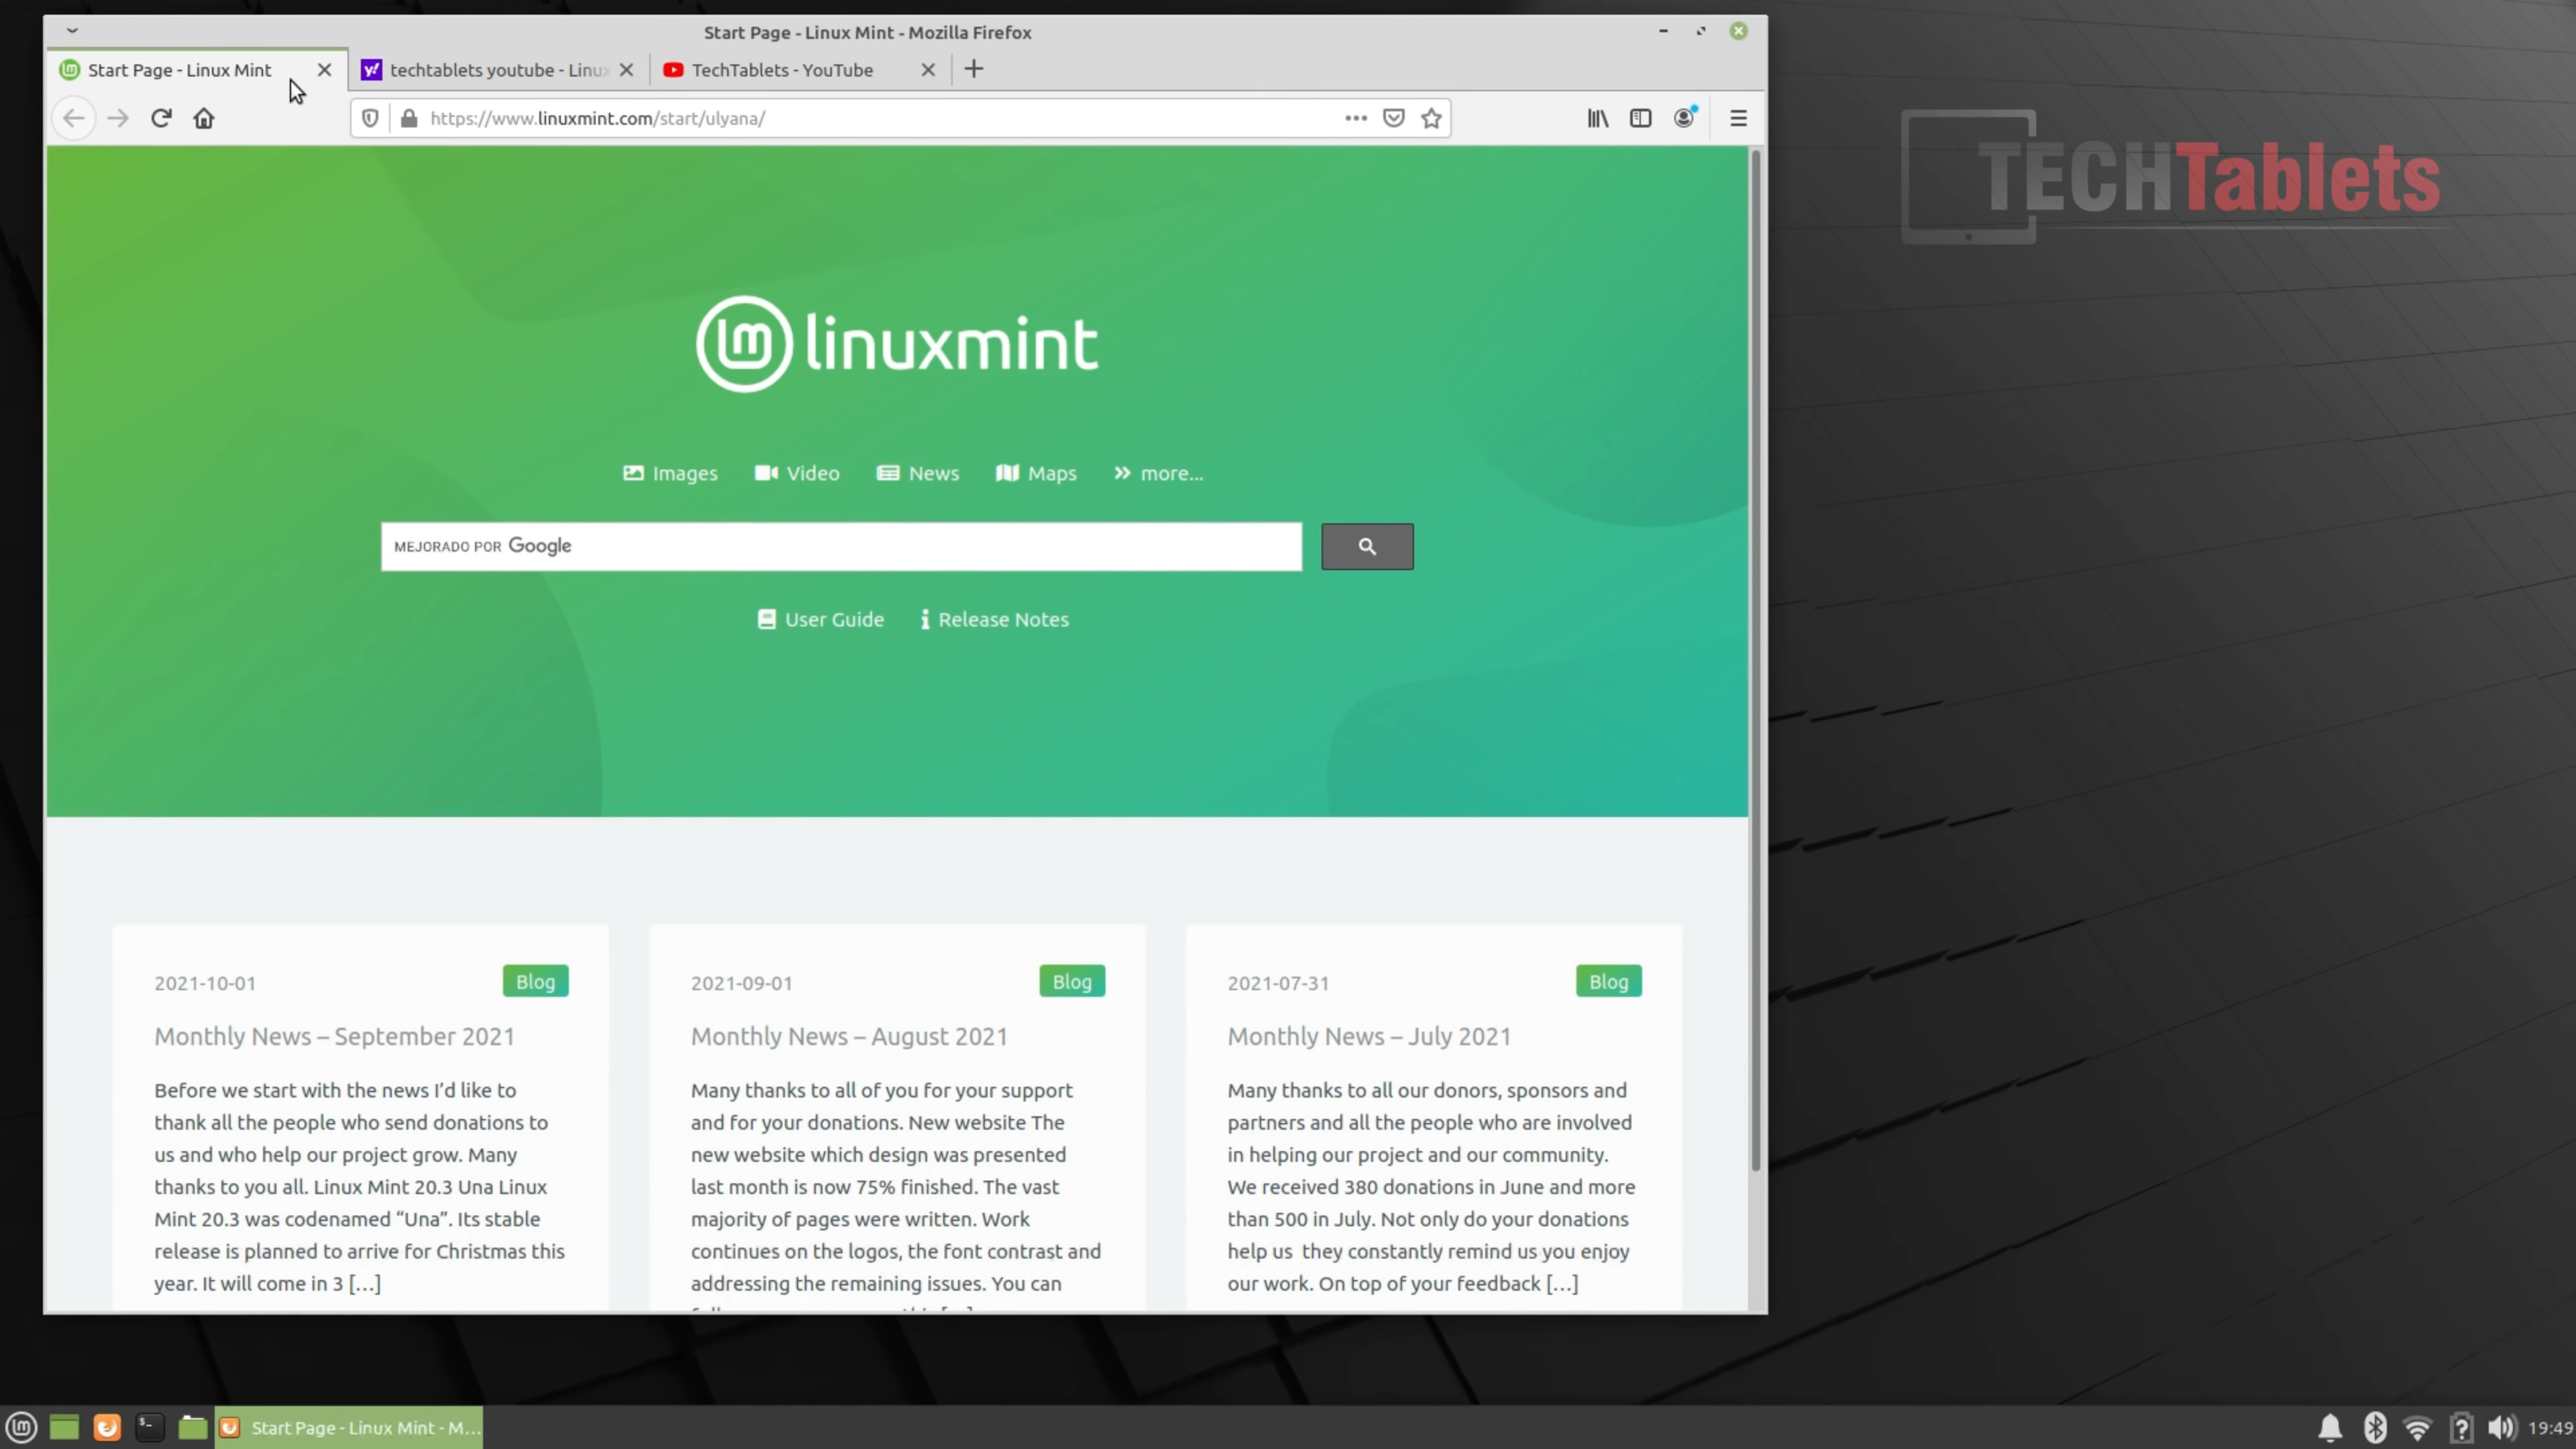 Start Page - Linux Mint - Mozilla Firefox
Start Page - Linux Mint
techtablets youtube - Linux
TechTablets - YouTube
https://www.linuxmint.com/start/ulyana/
TECHTablets
linuxmint
Images
Video
News
Maps
more...
MEJORADO POR Google
User Guide
Release Notes
2021-10-01
Blog
Monthly News – September 2021
Before we start with the news I’d like to
thank all the people who send donations to
us and who help our project grow. Many
thanks to you all. Linux Mint 20.3 Una Linux
Mint 20.3 was codenamed “Una”. Its stable
release is planned to arrive for Christmas this
year. It will come in 3 […]
2021-09-01
Blog
Monthly News – August 2021
Many thanks to all of you for your support
and for your donations. New website The
new website which design was presented
last month is now 75% finished. The vast
majority of pages were written. Work
continues on the logos, the font contrast and
addressing the remaining issues. You can
2021-07-31
Blog
Monthly News – July 2021
Many thanks to all our donors, sponsors and
partners and all the people who are involved
in helping our project and our community.
We received 380 donations in June and more
than 500 in July. Not only do your donations
help us  they constantly remind us you enjoy
our work. On top of your feedback […]
Start Page - Linux Mint - M...
19:49